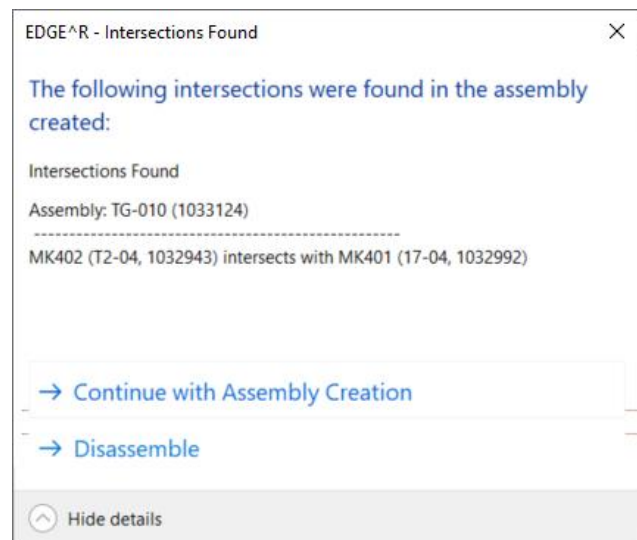 EDGE^R - Intersections Found
The following intersections were found in the assembly
created:
Intersections Found
Assembly: TG-010 (1033124)
----------------------------------------------------
MK402 (T2-04, 1032943) intersects with MK401 (17-04, 1032992)
→ Continue with Assembly Creation
→ Disassemble
Hide details